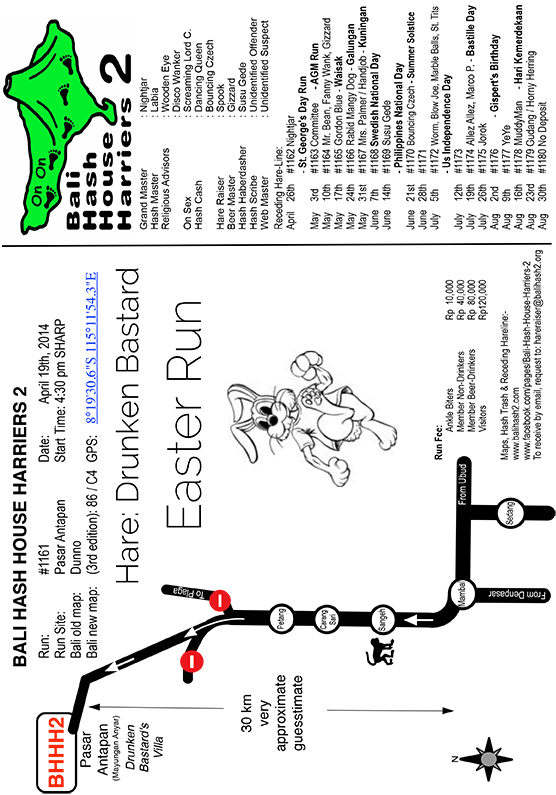 BALI HASH HOUSE HARRIERS 2
Run: #1161 Date: April 19th, 2014
Run Site: Pasar Antapan Start Time: 4:30 pm SHARP
Bali old map: Dunno
Bali new map: (3rd edition): 86 / C4 GPS: 8°19'30.6"S 115°11'54.3"E
Hare: Drunken Bastard
Easter Run
BHHH2
Pasar
Antapan
(Mayungan Anyar)
Drunken
Bastard's
Villa
To Plaga
30 km
very
approximate
guesstimate
Petang
Carang
Sari
Sangeh
Mambal
From Ubud
Sedang
From Denpasar
N
Run Fee:
Ankle Biters Rp 10,000
Member Non-Drinkers Rp 40,000
Member Beer-Drinkers Rp 80,000
Visitors Rp120,000
Maps, Hash Trash & Receding Hareline:-
www.balihash2.com
www.facebook.com/pages/Bali-Hash-House-Harriers-2
To receive by email, request to: hareraiser@balihash2.org
On On
Bali
Hash
House
Harriers 2
Grand Master Nightjar
Hash Master Labia
Religious Advisors Wooden Eye
Disco Wanker
On Sex Screaming Lord C.
Hash Cash Dancing Queen
Bouncing Czech
Hare Raiser Spook
Beer Master Gizzard
Hash Haberdasher Susu Gede
Hash Scribe Unidentified Offender
Web Master Unidentified Suspect
Receding Hare-Line:
April 26th #1162 Nightjar
- St. George's Day Run
May 3rd #1163 Committee - AGM Run
May 10th #1164 Mr. Bean, Fanny Wank, Gizzard
May 17th #1165 Gordon Blue - Waisak
May 24th #1166 Rabid Mangy Dog - Galungan
May 31st #1167 Mrs. Palmer / Handjob - Kuningan
June 7th #1168 Swedish National Day
June 14th #1169 Susu Gede
- Philippines National Day
June 21st #1170 Bouncing Czech - Summer Solstice
June 28th #1171
- Us Independence Day
July 5th #1172 Worm, Blow Joe, Marble Balls, St. Tits
July 12th #1173
July 19th #1174 Allez Allez, Marco P. - Bastille Day
July 26th #1175 Jorok
Aug 2nd #1176 - Gispert's Birthday
Aug 9th #1177 YeYe
Aug 16th #1178 MuddyMan - Hari Kemerdekaan
Aug 23rd #1179 Gudang / Horny Herring
Aug 30th #1180 No Deposit